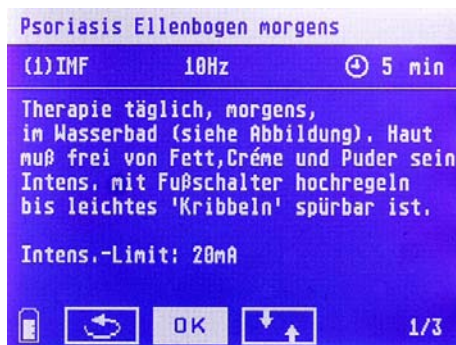 Psoriasis Ellenbogen morgens
(1)IMF 10Hz 5 min
Therapie täglich, morgens,
im Wasserbad (siehe Abbildung). Haut
muß frei von Fett,Créme und Puder sein
Intens. mit Fußschalter hochregeln
bis leichtes 'Kribbeln' spürbar ist.
Intens.-Limit: 20mA
OK 1/3